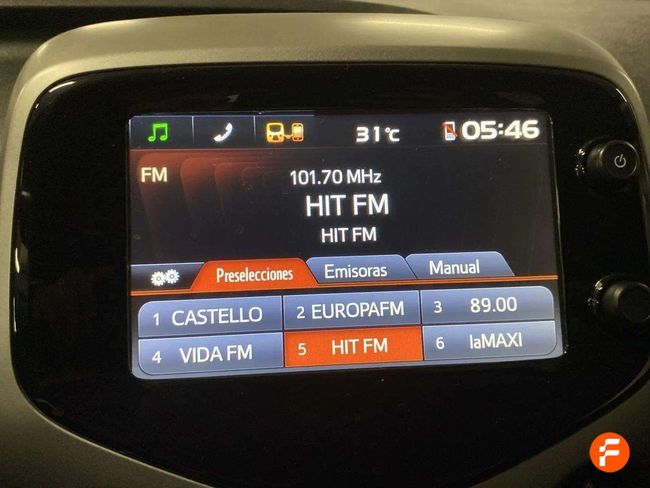 31°C
05:46
FM
101.70 MHz
HIT FM
HIT FM
Preselecciones Emisoras Manual
1 CASTELLO 2 EUROPAFM 3 89.00
4 VIDA FM 5 HIT FM 6 laMAXI